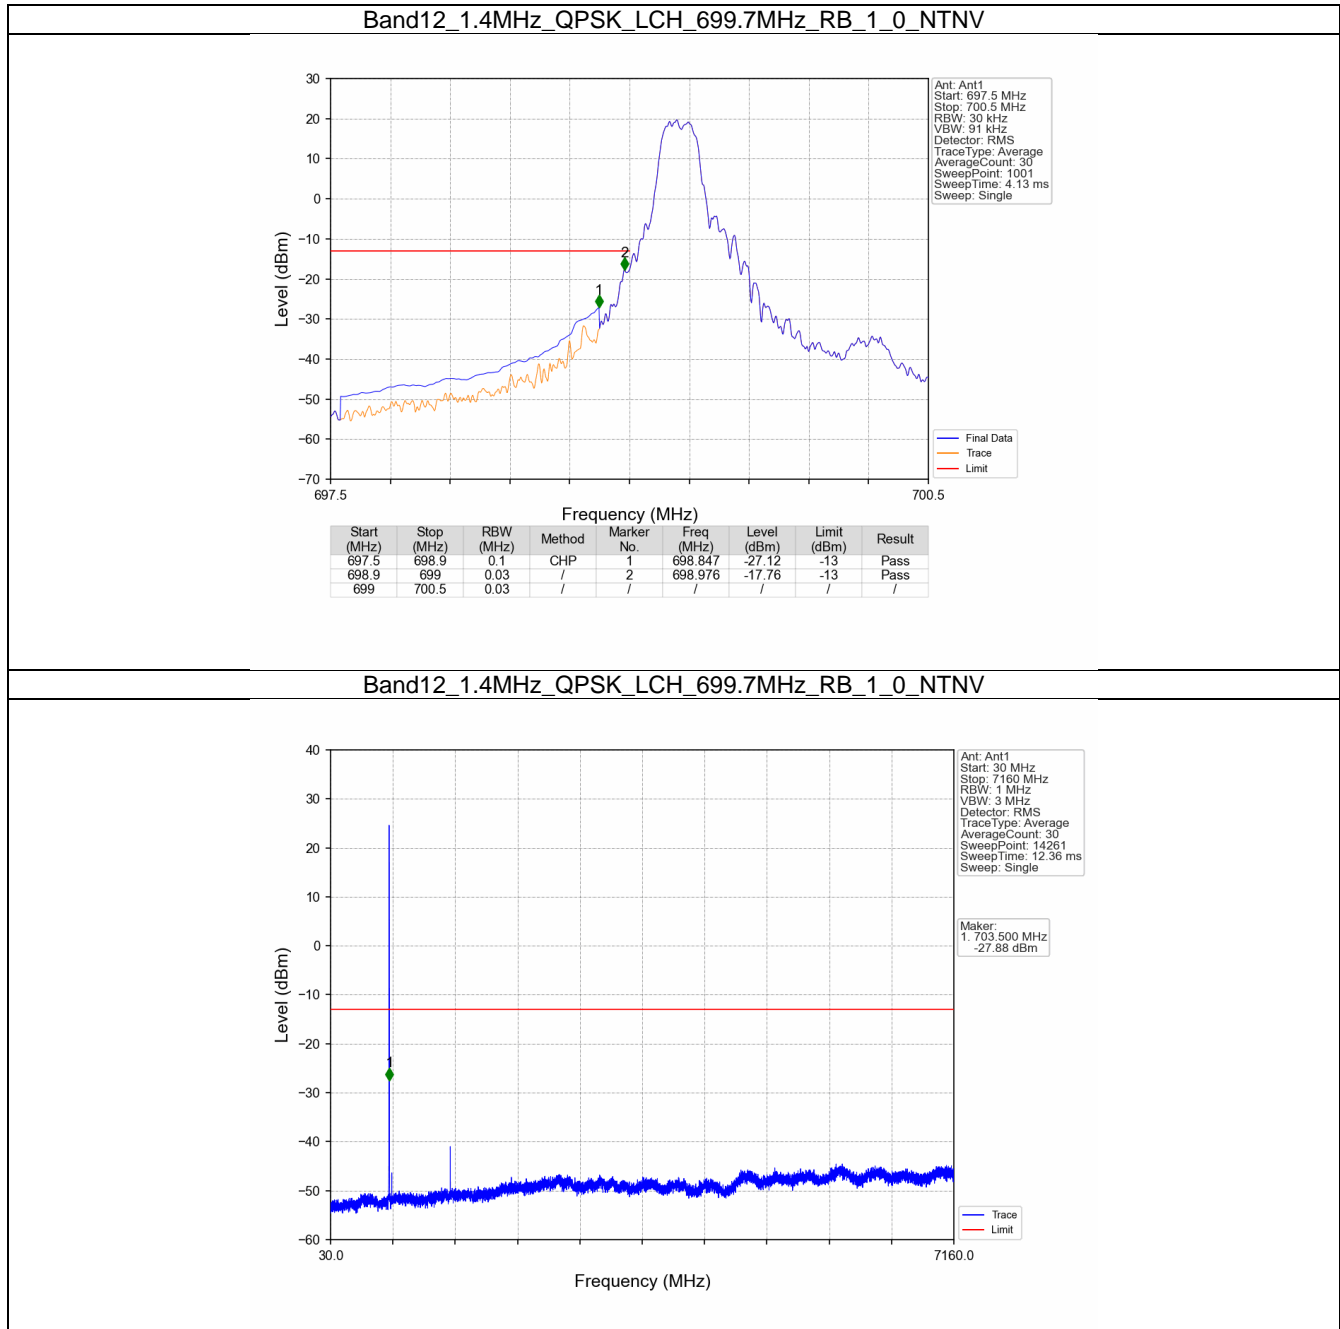 Band12_1.4MHz_QPSK_LCH_699.7MHz_RB_1_0_NTNV
30
20
10
0
−10
−20
−30
−40
−50
−60
−70
Level (dBm)
2
1
697.5
700.5
Frequency (MHz)
Ant: Ant1
Start: 697.5 MHz
Stop: 700.5 MHz
RBW: 30 kHz
VBW: 91 kHz
Detector: RMS
TraceType: Average
AverageCount: 30
SweepPoint: 1001
SweepTime: 4.13 ms
Sweep: Single
Final Data
Trace
Limit
Start (MHz) Stop (MHz) RBW (MHz) Method Marker No. Freq (MHz) Level (dBm) Limit (dBm) Result
697.5 698.9 0.1 CHP 1 698.847 -27.12 -13 Pass
698.9 699 0.03 / 2 698.976 -17.76 -13 Pass
699 700.5 0.03 / / / / / /
Band12_1.4MHz_QPSK_LCH_699.7MHz_RB_1_0_NTNV
40
30
20
10
0
−10
−20
−30
−40
−50
−60
Level (dBm)
1
30.0
7160.0
Frequency (MHz)
Ant: Ant1
Start: 30 MHz
Stop: 7160 MHz
RBW: 1 MHz
VBW: 3 MHz
Detector: RMS
TraceType: Average
AverageCount: 30
SweepPoint: 14261
SweepTime: 12.36 ms
Sweep: Single
Maker:
1. 703.500 MHz
-27.88 dBm
Trace
Limit